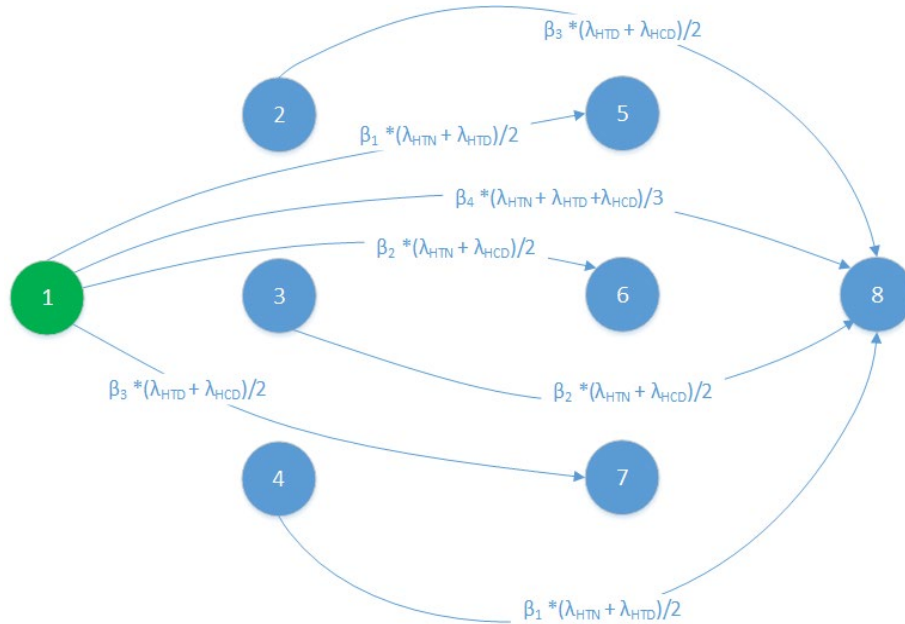 β₃ *(λHTD + λHCD)/2
2
5
β₁ *(λHTN + λHTD)/2
β₄ *(λHTN + λHTD +λHCD)/3
β₂ *(λHTN + λHCD)/2
1
3
6
8
β₃ *(λHTD + λHCD)/2
β₂ *(λHTN + λHCD)/2
4
7
β₁ *(λHTN + λHTD)/2